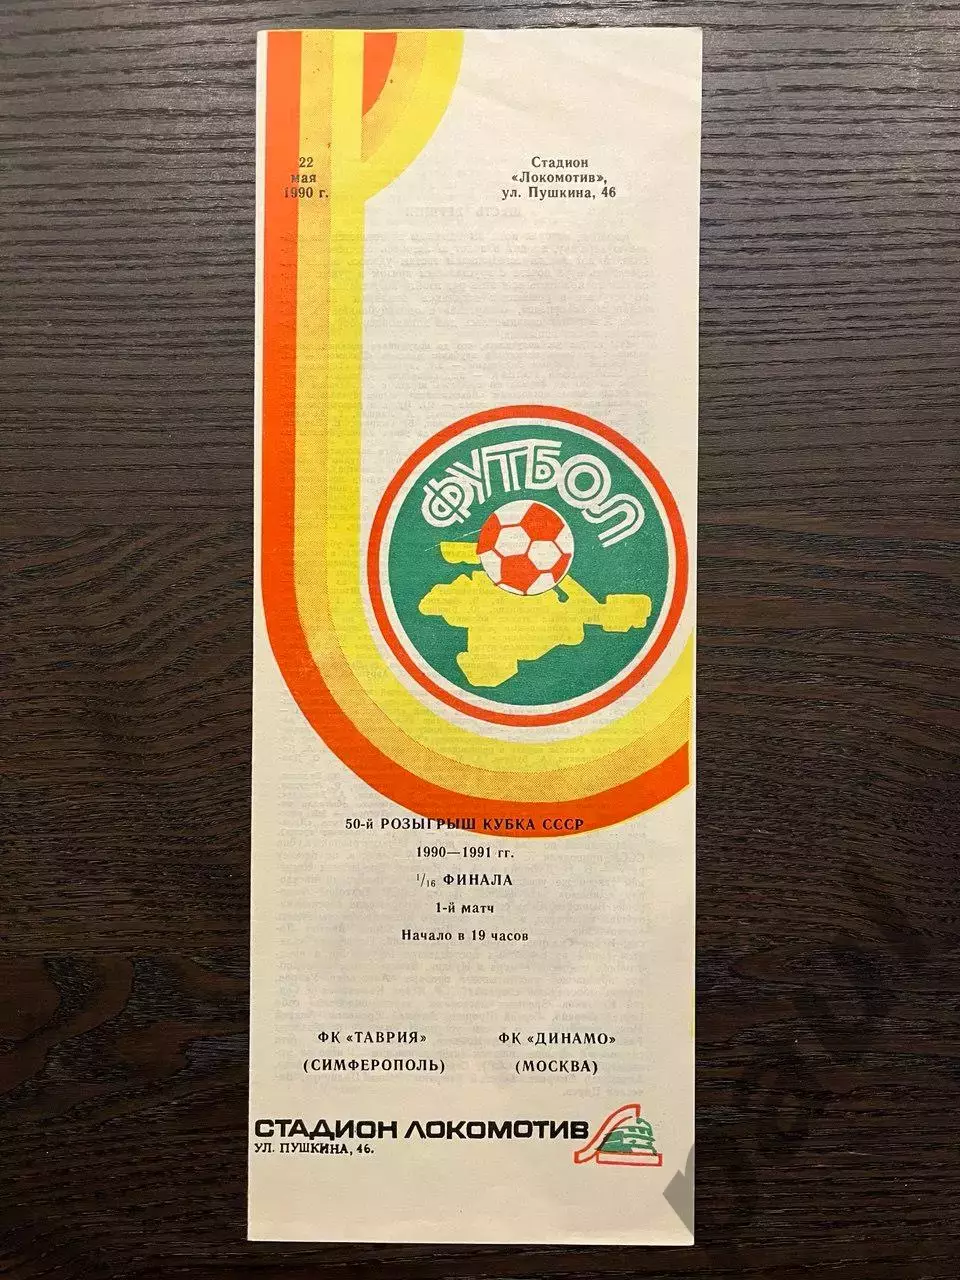 22
мая
1990 г.
Стадион
«Локомотив»,
ул. Пушкина, 46
ФУТБОЛ
50-й РОЗЫГРЫШ КУБКА СССР
1990—1991 гг.
1/16 ФИНАЛА
1-й матч
Начало в 19 часов
ФК «ТАВРИЯ»
(СИМФЕРОПОЛЬ)
ФК «ДИНАМО»
(МОСКВА)
СТАДИОН ЛОКОМОТИВ
УЛ. ПУШКИНА, 46.